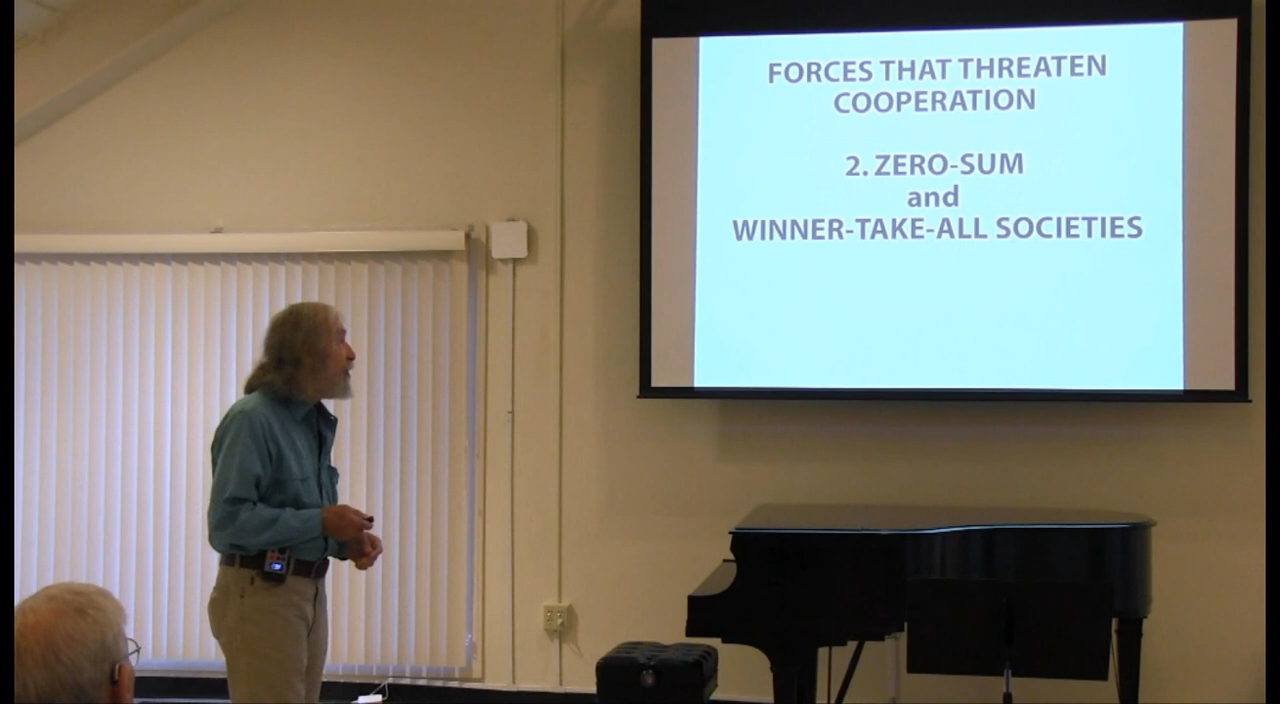 FORCES THAT THREATEN
COOPERATION
2. ZERO-SUM
and
WINNER-TAKE-ALL SOCIETIES